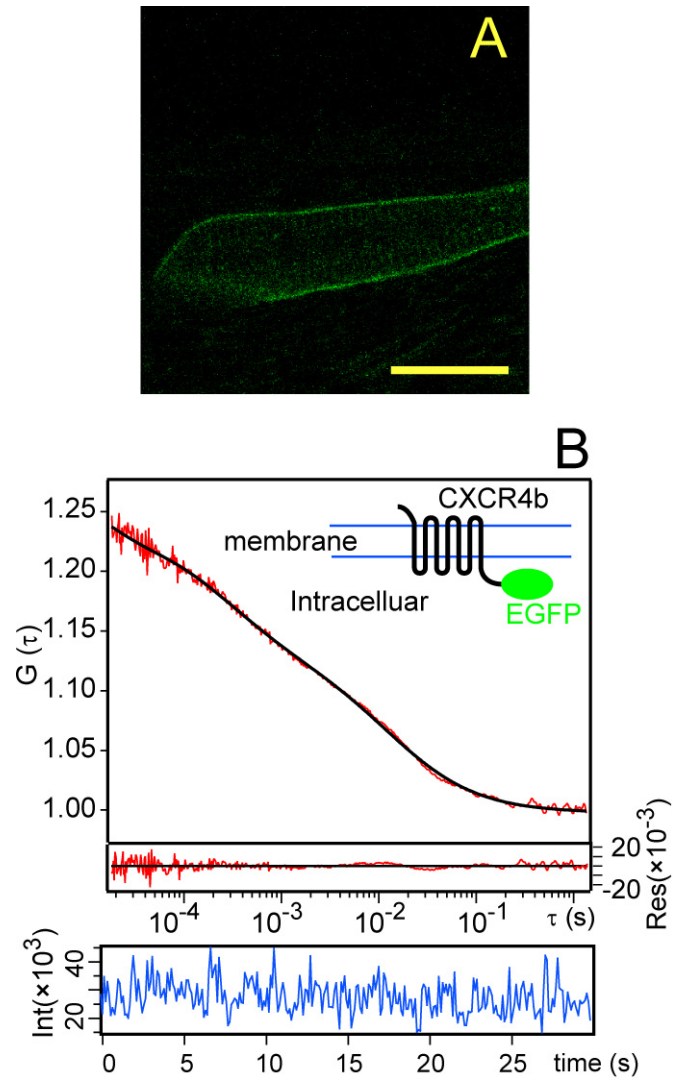 A
B
1.25
1.20
1.15
1.10
1.05
1.00
G (τ)
CXCR4b
membrane
Intracelluar
EGFP
20
-20
Res(×10⁻³)
10⁻⁴ 10⁻³ 10⁻² 10⁻¹ τ (s)
40
20
Int(×10³)
0 5 10 15 20 25 time (s)